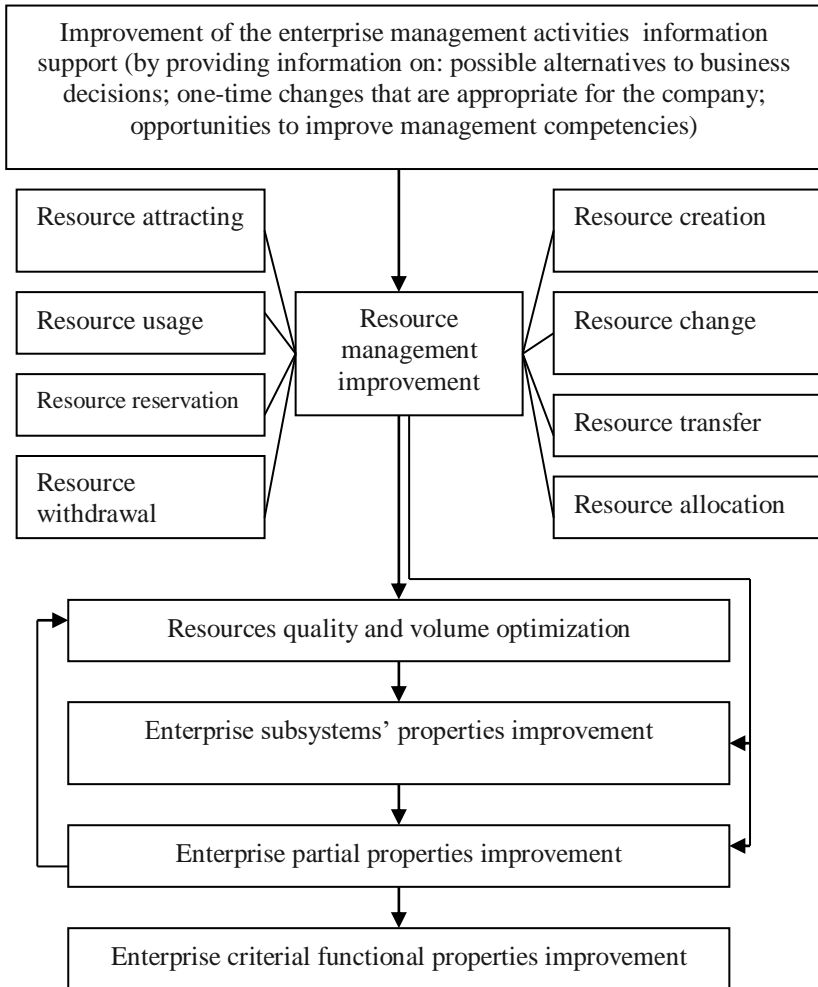 Improvement of the enterprise management activities  information
support (by providing information on: possible alternatives to business
decisions; one-time changes that are appropriate for the company;
opportunities to improve management competencies)
Resource attracting
Resource usage
Resource reservation
Resource
withdrawal
Resource
management
improvement
Resource creation
Resource change
Resource transfer
Resource allocation
Resources quality and volume optimization
Enterprise subsystems’ properties improvement
Enterprise partial properties improvement
Enterprise criterial functional properties improvement